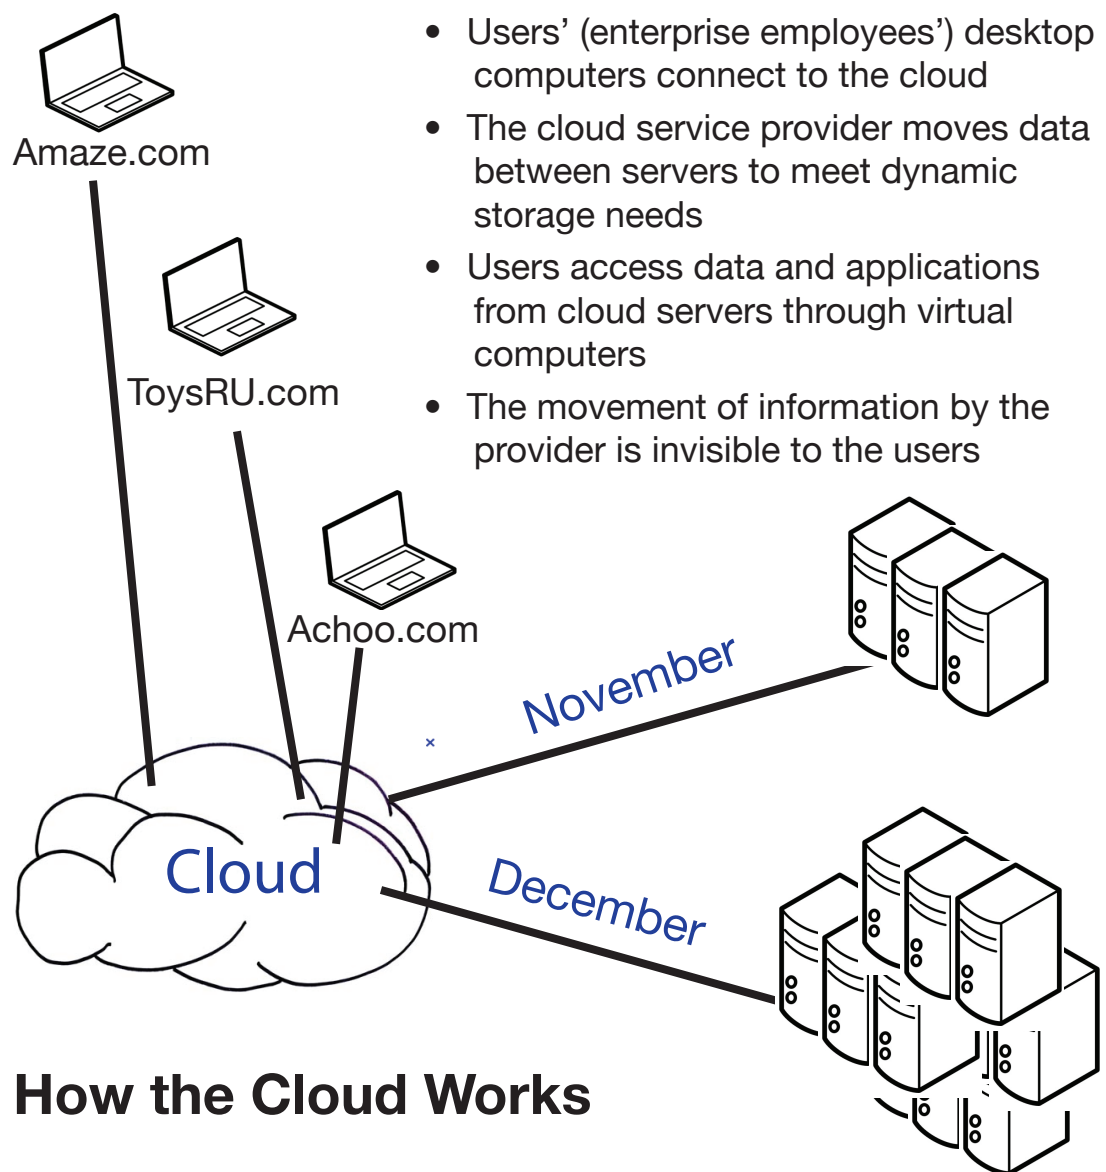 • Users’ (enterprise employees’) desktop
computers connect to the cloud
• The cloud service provider moves data
between servers to meet dynamic
storage needs
• Users access data and applications
from cloud servers through virtual
computers
• The movement of information by the
provider is invisible to the users
Amaze.com
ToysRU.com
Achoo.com
November
×
Cloud
December
How the Cloud Works